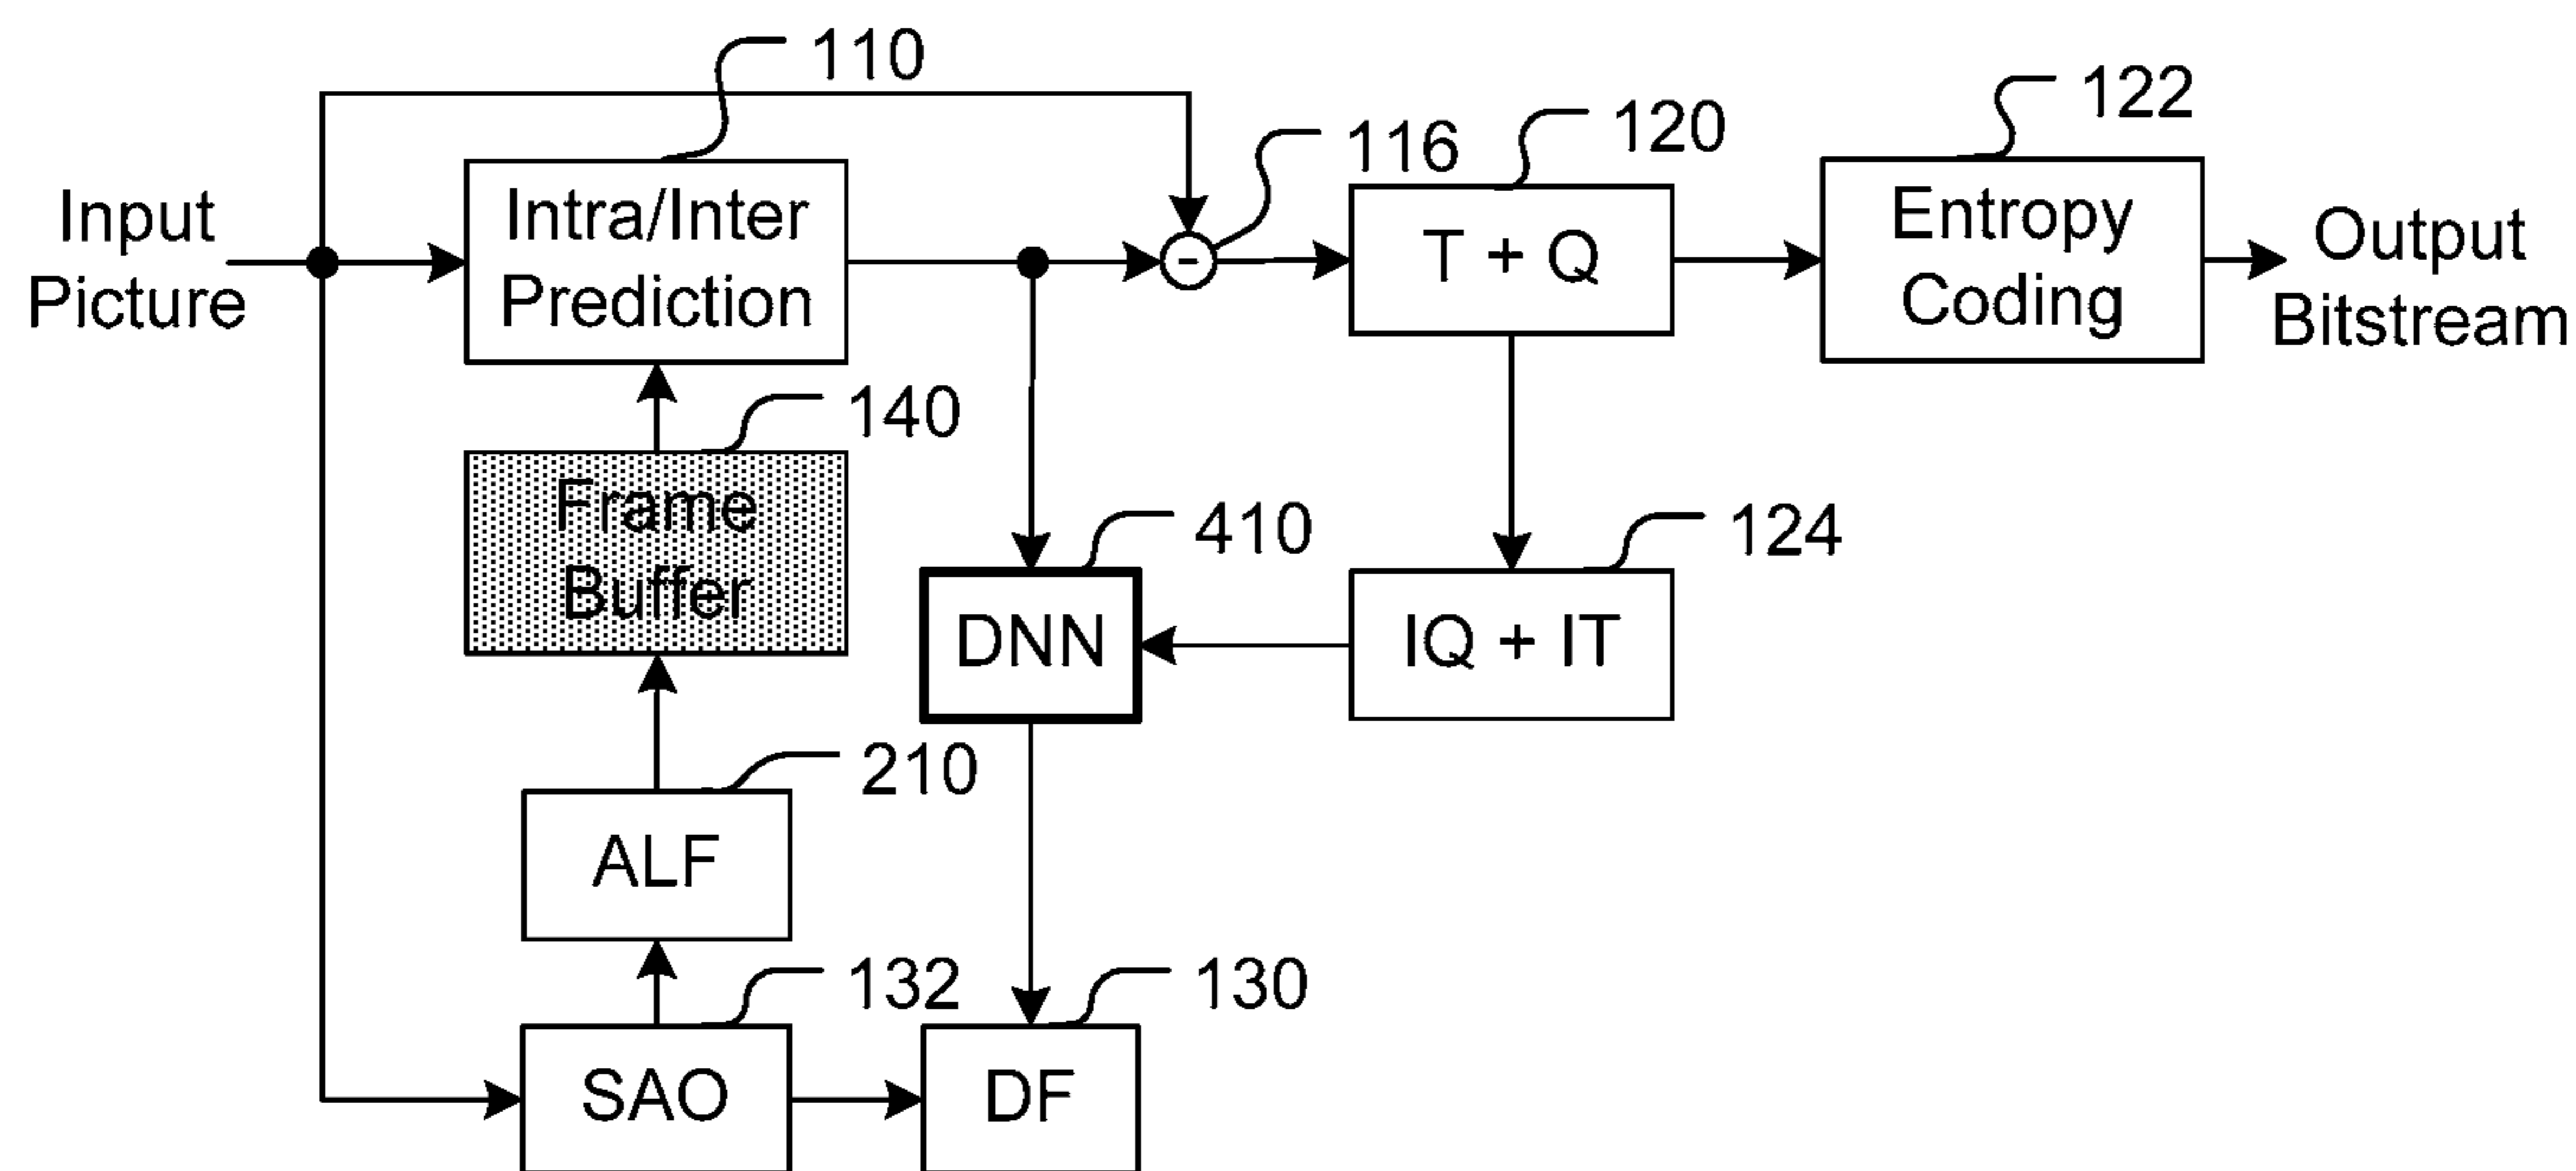 110
122
120
116
Input
Picture
Intra/Inter
Prediction
-
T + Q
Entropy
Coding
Output
Bitstream
140
Frame
Buffer
410
124
DNN
IQ + IT
210
ALF
132
130
SAO
DF